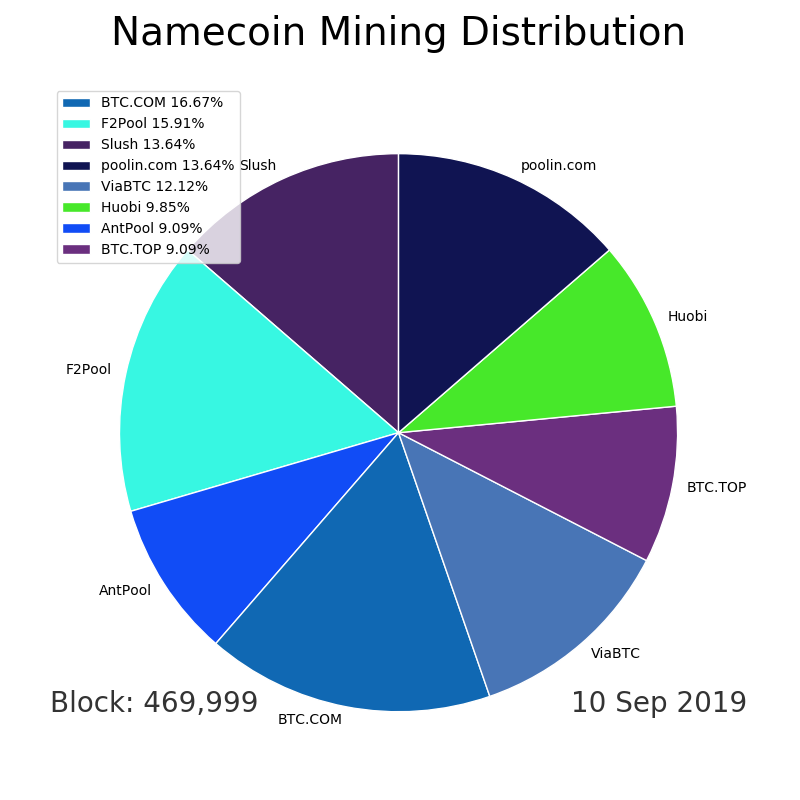 Namecoin Mining Distribution
BTC.COM 16.67%
F2Pool 15.91%
Slush 13.64%
poolin.com 13.64%
ViaBTC 12.12%
Huobi 9.85%
AntPool 9.09%
BTC.TOP 9.09%
Slush
poolin.com
Huobi
F2Pool
BTC.TOP
AntPool
ViaBTC
BTC.COM
Block: 469,999
10 Sep 2019